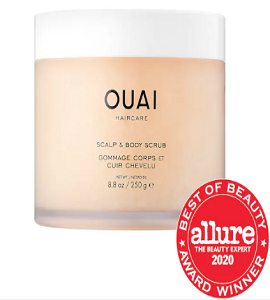 OUAI
HAIRCARE
SCALP & BODY SCRUB
GOMMAGE CORPS ET
CUIR CHEVELU
8.8 oz / 250 g ℮
BEST OF BEAUTY
allure
THE BEAUTY EXPERT
2020
AWARD WINNER